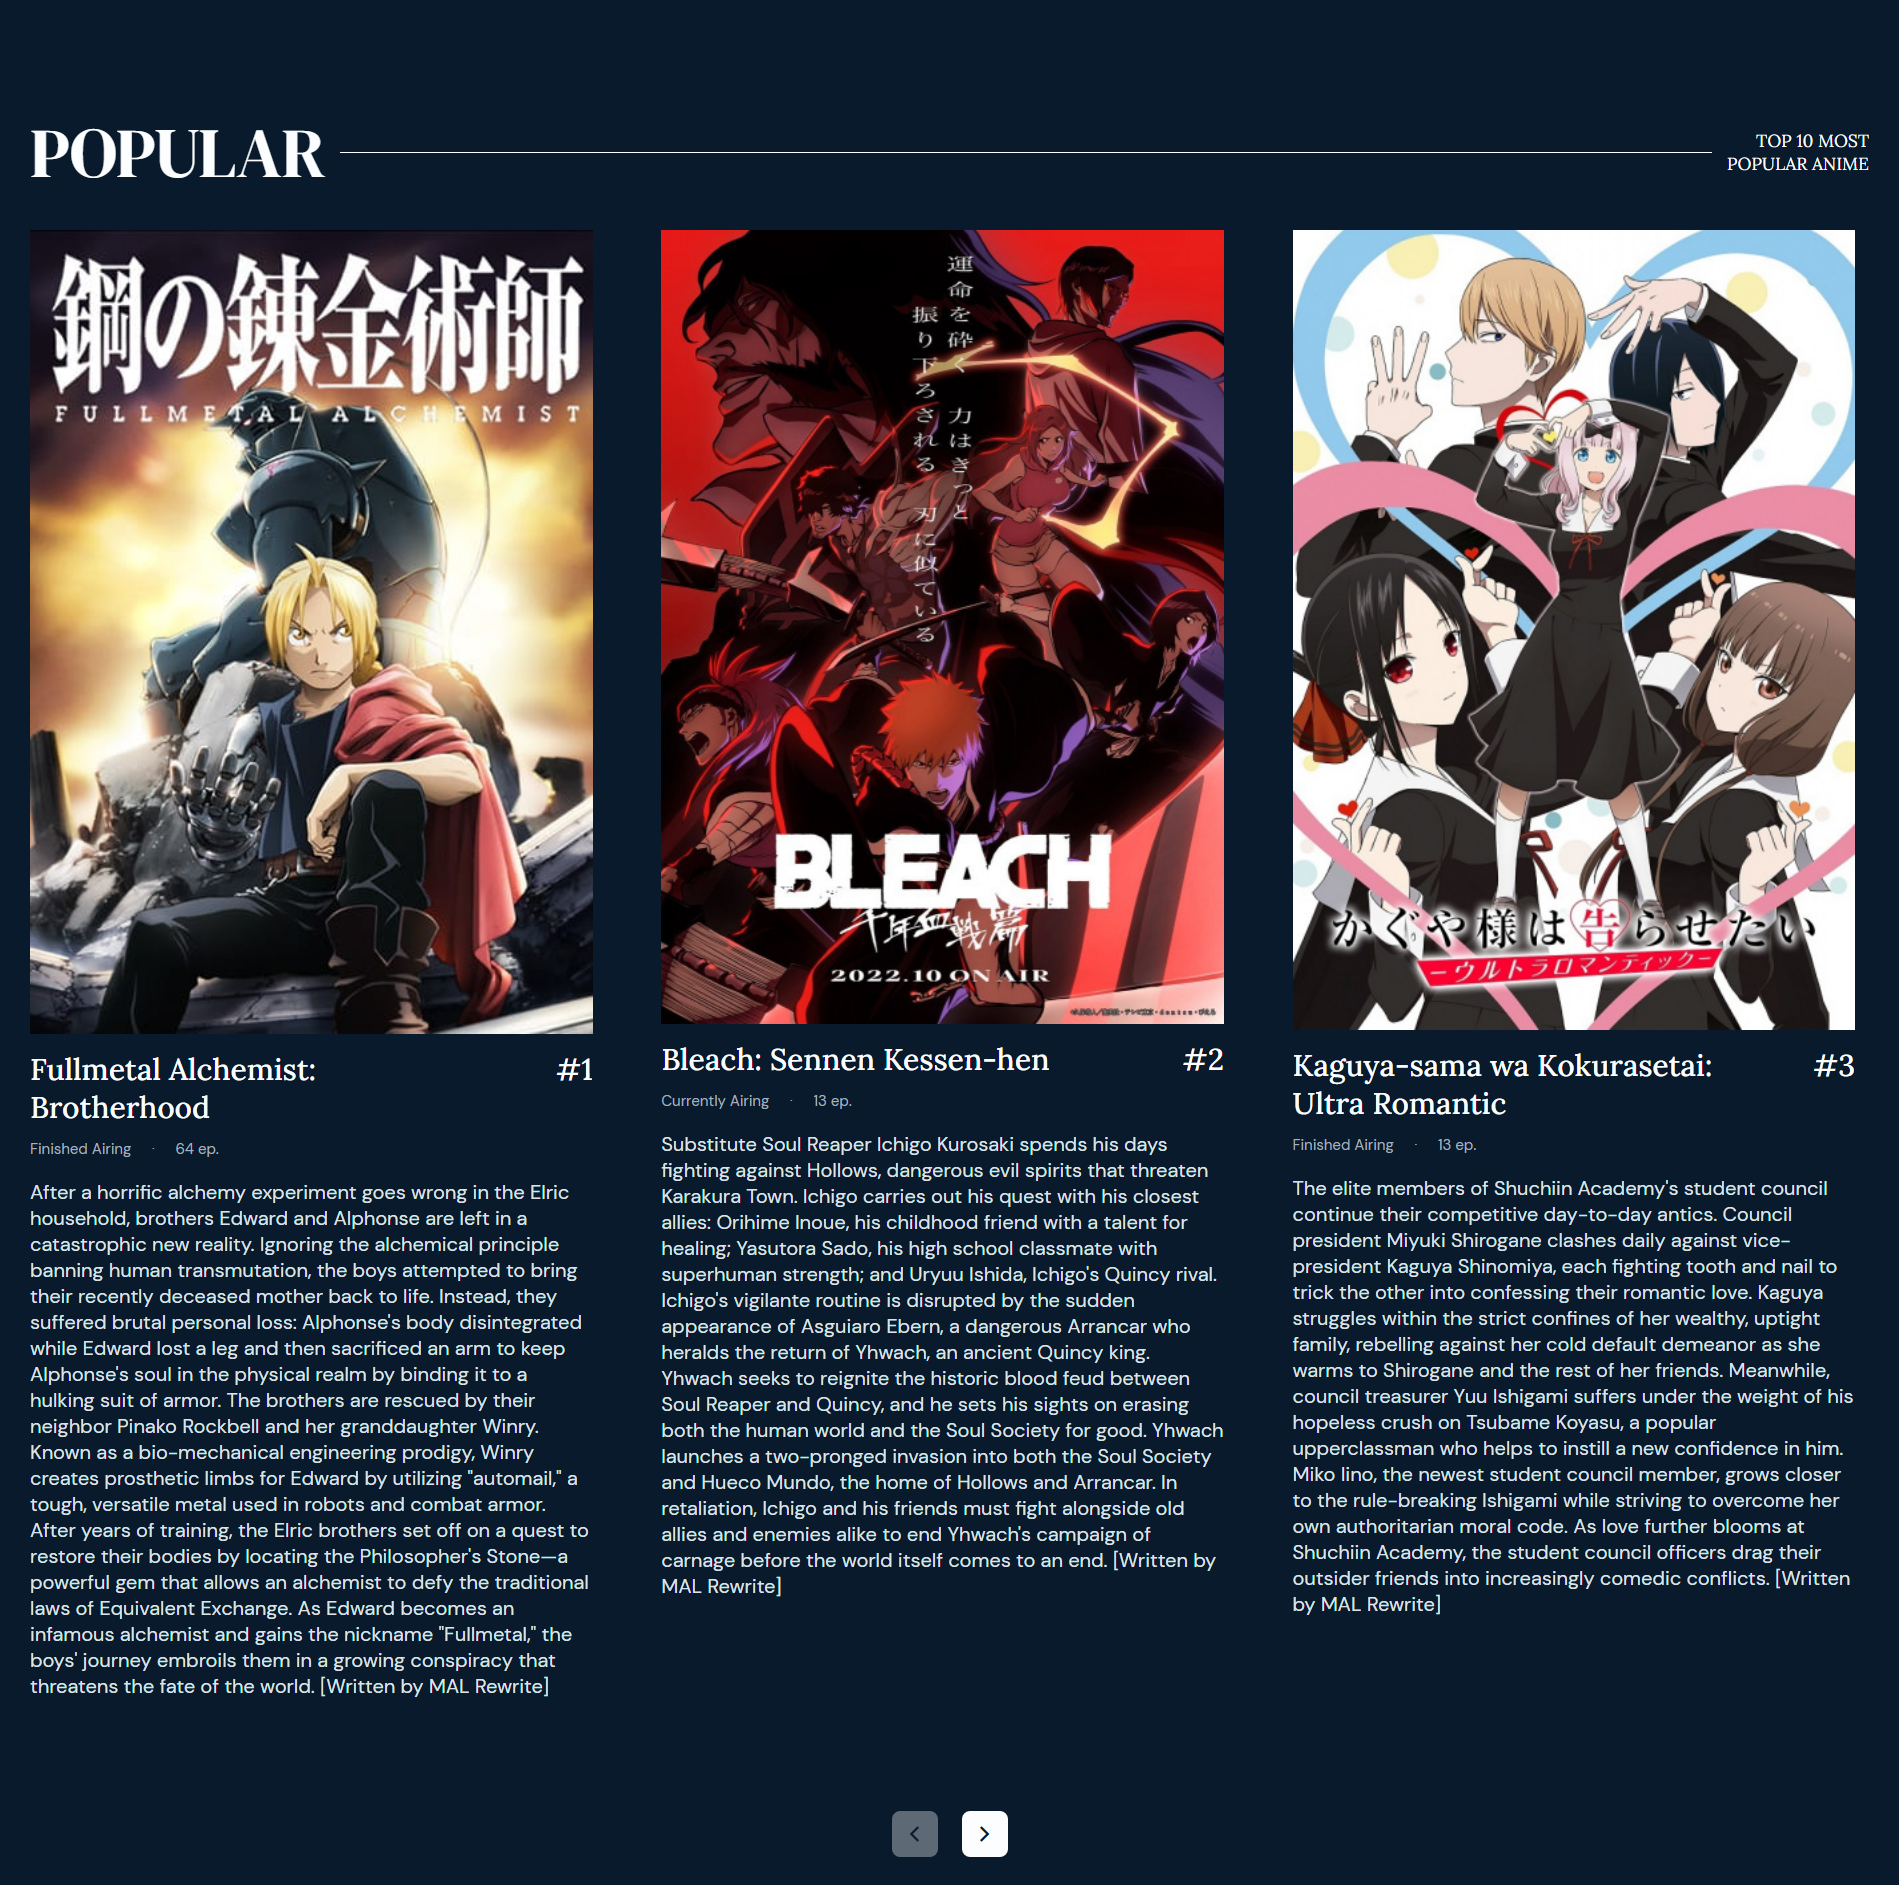 POPULAR
TOP 10 MOST
POPULAR ANIME
鋼の錬金術師
FULLMETAL ALCHEMIST
Fullmetal Alchemist:
Brotherhood
#1
Finished Airing · 64 ep.
After a horrific alchemy experiment goes wrong in the Elric
household, brothers Edward and Alphonse are left in a
catastrophic new reality. Ignoring the alchemical principle
banning human transmutation, the boys attempted to bring
their recently deceased mother back to life. Instead, they
suffered brutal personal loss: Alphonse's body disintegrated
while Edward lost a leg and then sacrificed an arm to keep
Alphonse's soul in the physical realm by binding it to a
hulking suit of armor. The brothers are rescued by their
neighbor Pinako Rockbell and her granddaughter Winry.
Known as a bio-mechanical engineering prodigy, Winry
creates prosthetic limbs for Edward by utilizing "automail," a
tough, versatile metal used in robots and combat armor.
After years of training, the Elric brothers set off on a quest to
restore their bodies by locating the Philosopher's Stone—a
powerful gem that allows an alchemist to defy the traditional
laws of Equivalent Exchange. As Edward becomes an
infamous alchemist and gains the nickname "Fullmetal," the
boys' journey embroils them in a growing conspiracy that
threatens the fate of the world. [Written by MAL Rewrite]
運命を砕く 力はきっと
振り下ろされる 刃に似ている
BLEACH
千年血戦篇
2022.10 ON AIR
Bleach: Sennen Kessen-hen
#2
Currently Airing · 13 ep.
Substitute Soul Reaper Ichigo Kurosaki spends his days
fighting against Hollows, dangerous evil spirits that threaten
Karakura Town. Ichigo carries out his quest with his closest
allies: Orihime Inoue, his childhood friend with a talent for
healing; Yasutora Sado, his high school classmate with
superhuman strength; and Uryuu Ishida, Ichigo's Quincy rival.
Ichigo's vigilante routine is disrupted by the sudden
appearance of Asguiaro Ebern, a dangerous Arrancar who
heralds the return of Yhwach, an ancient Quincy king.
Yhwach seeks to reignite the historic blood feud between
Soul Reaper and Quincy, and he sets his sights on erasing
both the human world and the Soul Society for good. Yhwach
launches a two-pronged invasion into both the Soul Society
and Hueco Mundo, the home of Hollows and Arrancar. In
retaliation, Ichigo and his friends must fight alongside old
allies and enemies alike to end Yhwach's campaign of
carnage before the world itself comes to an end. [Written by
MAL Rewrite]
かぐや様は告らせたい
－ウルトラロマンティック－
Kaguya-sama wa Kokurasetai:
Ultra Romantic
#3
Finished Airing · 13 ep.
The elite members of Shuchiin Academy's student council
continue their competitive day-to-day antics. Council
president Miyuki Shirogane clashes daily against vice-
president Kaguya Shinomiya, each fighting tooth and nail to
trick the other into confessing their romantic love. Kaguya
struggles within the strict confines of her wealthy, uptight
family, rebelling against her cold default demeanor as she
warms to Shirogane and the rest of her friends. Meanwhile,
council treasurer Yuu Ishigami suffers under the weight of his
hopeless crush on Tsubame Koyasu, a popular
upperclassman who helps to instill a new confidence in him.
Miko Iino, the newest student council member, grows closer
to the rule-breaking Ishigami while striving to overcome her
own authoritarian moral code. As love further blooms at
Shuchiin Academy, the student council officers drag their
outsider friends into increasingly comedic conflicts. [Written
by MAL Rewrite]